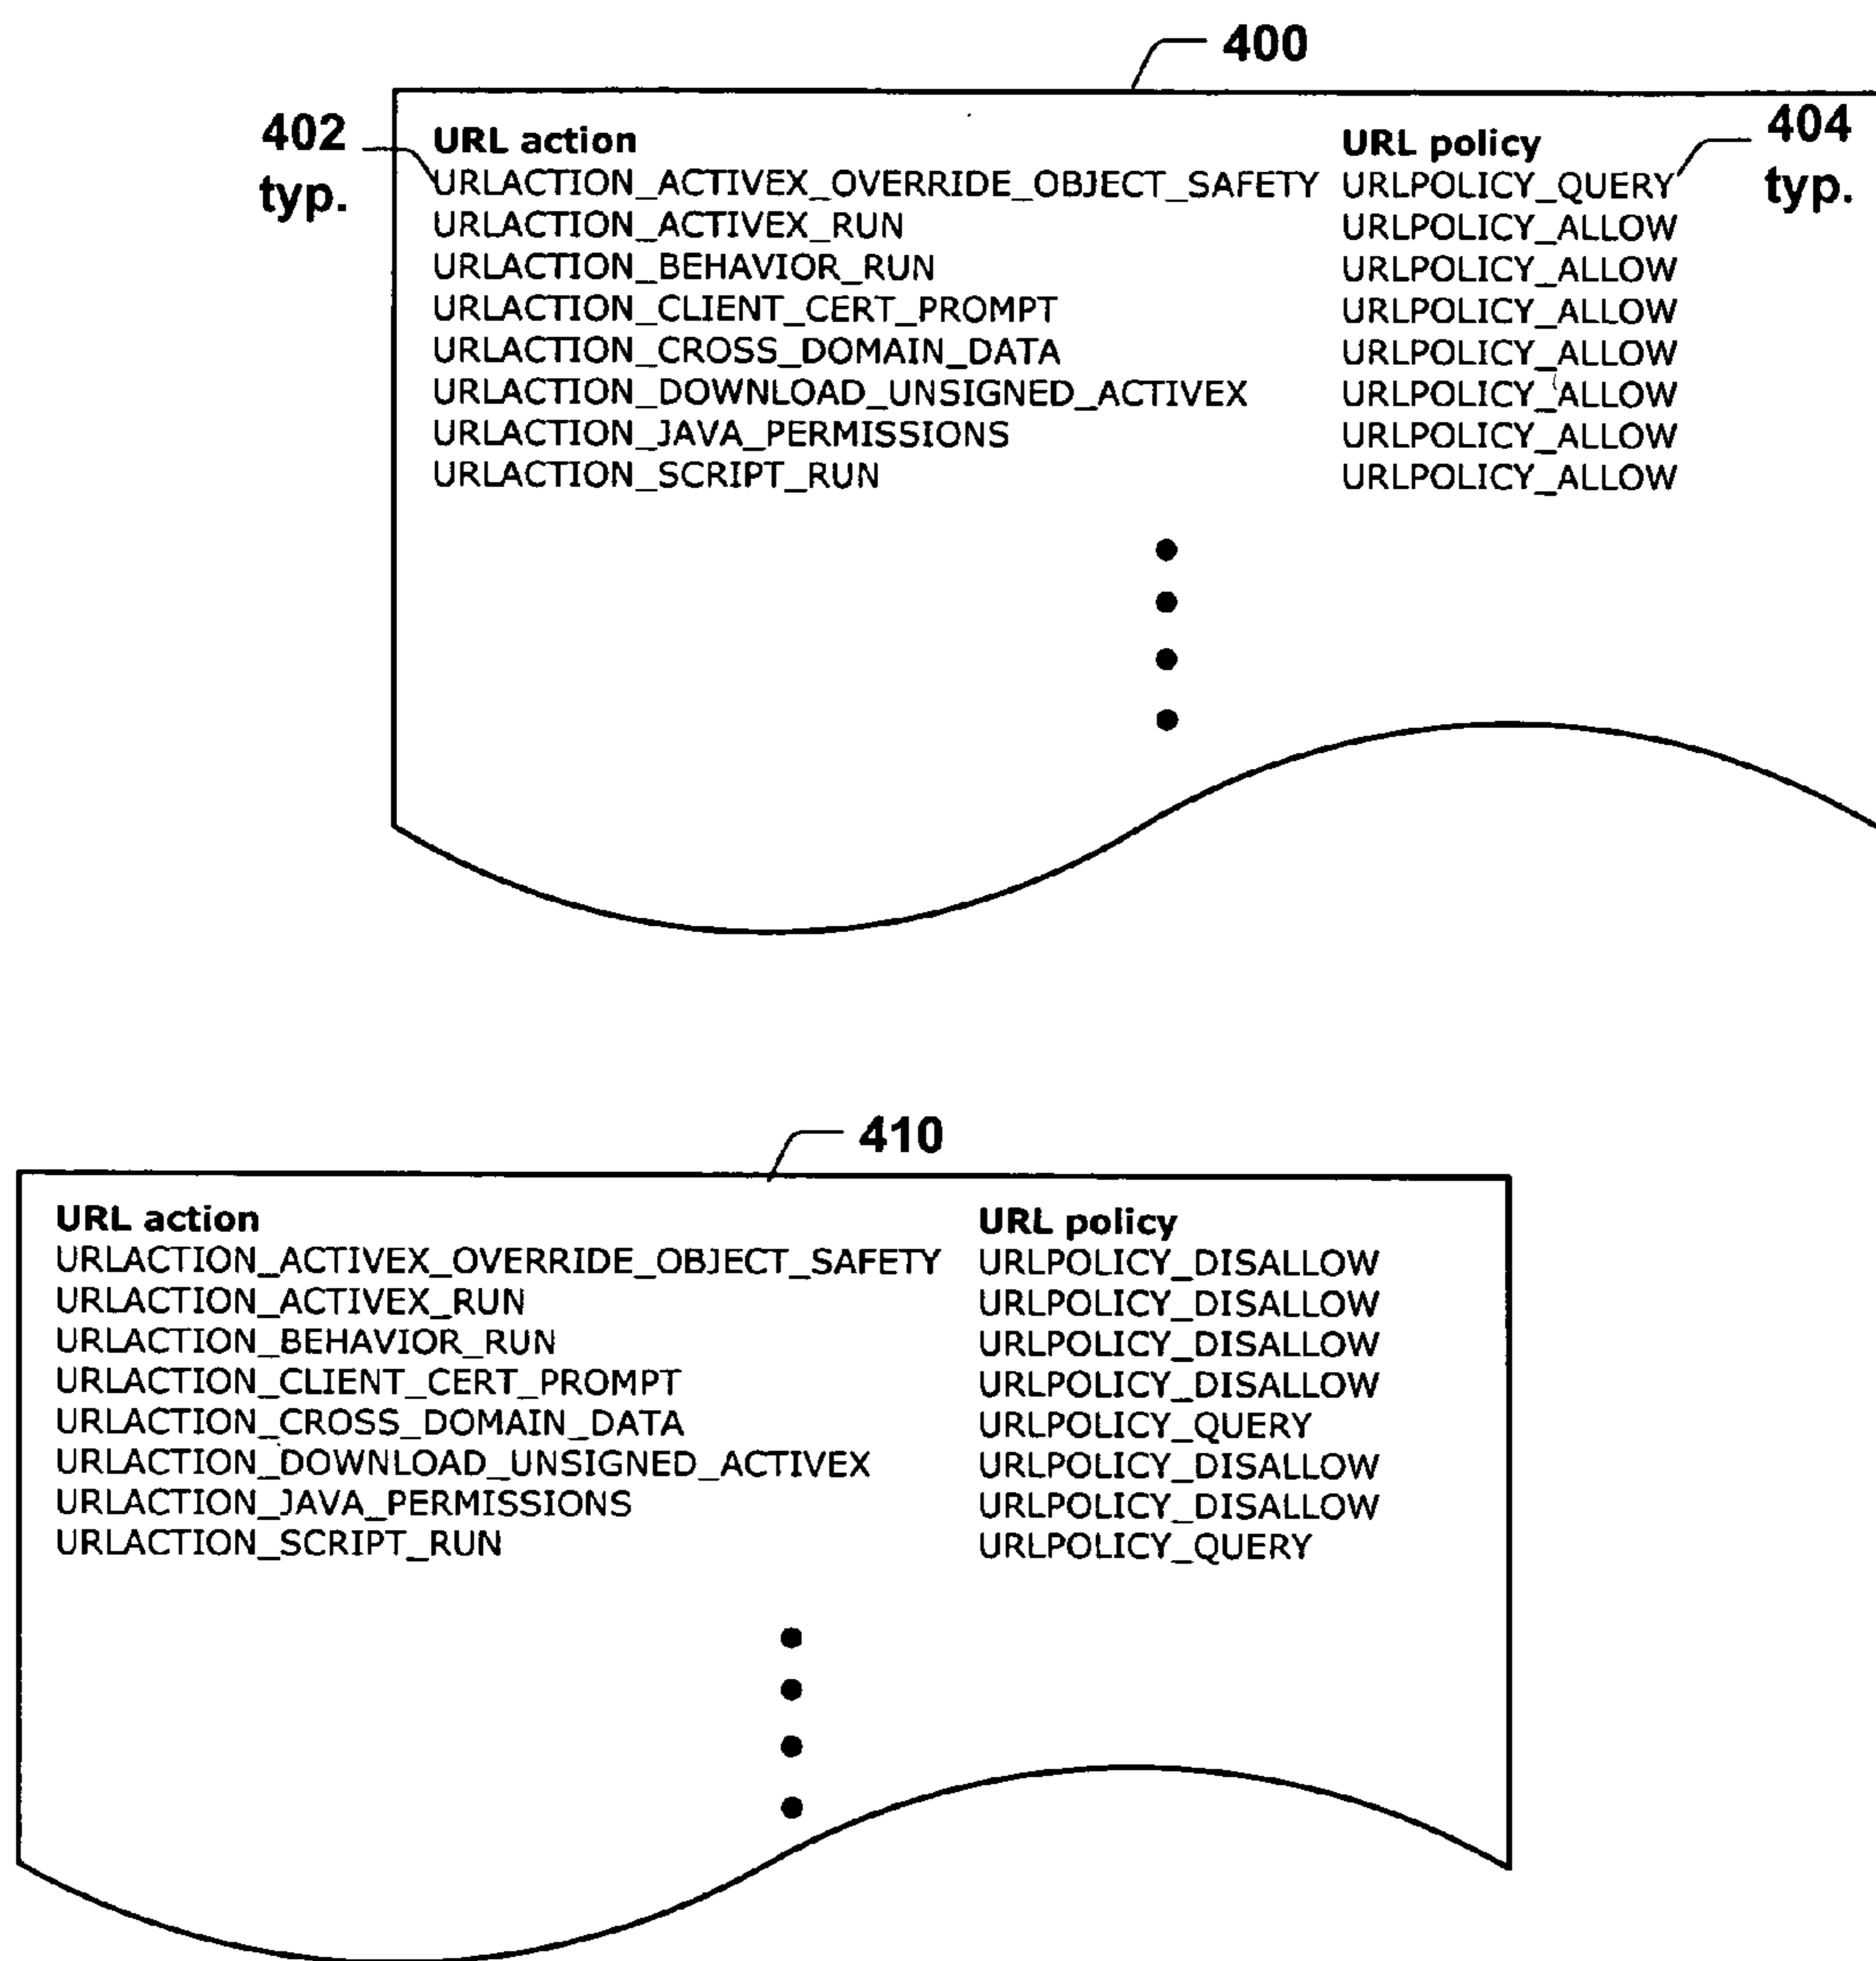 400
402 typ.
404 typ.
URL action URL policy
URLACTION_ACTIVEX_OVERRIDE_OBJECT_SAFETY URLPOLICY_QUERY
URLACTION_ACTIVEX_RUN URLPOLICY_ALLOW
URLACTION_BEHAVIOR_RUN URLPOLICY_ALLOW
URLACTION_CLIENT_CERT_PROMPT URLPOLICY_ALLOW
URLACTION_CROSS_DOMAIN_DATA URLPOLICY_ALLOW
URLACTION_DOWNLOAD_UNSIGNED_ACTIVEX URLPOLICY_ALLOW
URLACTION_JAVA_PERMISSIONS URLPOLICY_ALLOW
URLACTION_SCRIPT_RUN URLPOLICY_ALLOW
410
URL action URL policy
URLACTION_ACTIVEX_OVERRIDE_OBJECT_SAFETY URLPOLICY_DISALLOW
URLACTION_ACTIVEX_RUN URLPOLICY_DISALLOW
URLACTION_BEHAVIOR_RUN URLPOLICY_DISALLOW
URLACTION_CLIENT_CERT_PROMPT URLPOLICY_DISALLOW
URLACTION_CROSS_DOMAIN_DATA URLPOLICY_QUERY
URLACTION_DOWNLOAD_UNSIGNED_ACTIVEX URLPOLICY_DISALLOW
URLACTION_JAVA_PERMISSIONS URLPOLICY_DISALLOW
URLACTION_SCRIPT_RUN URLPOLICY_QUERY